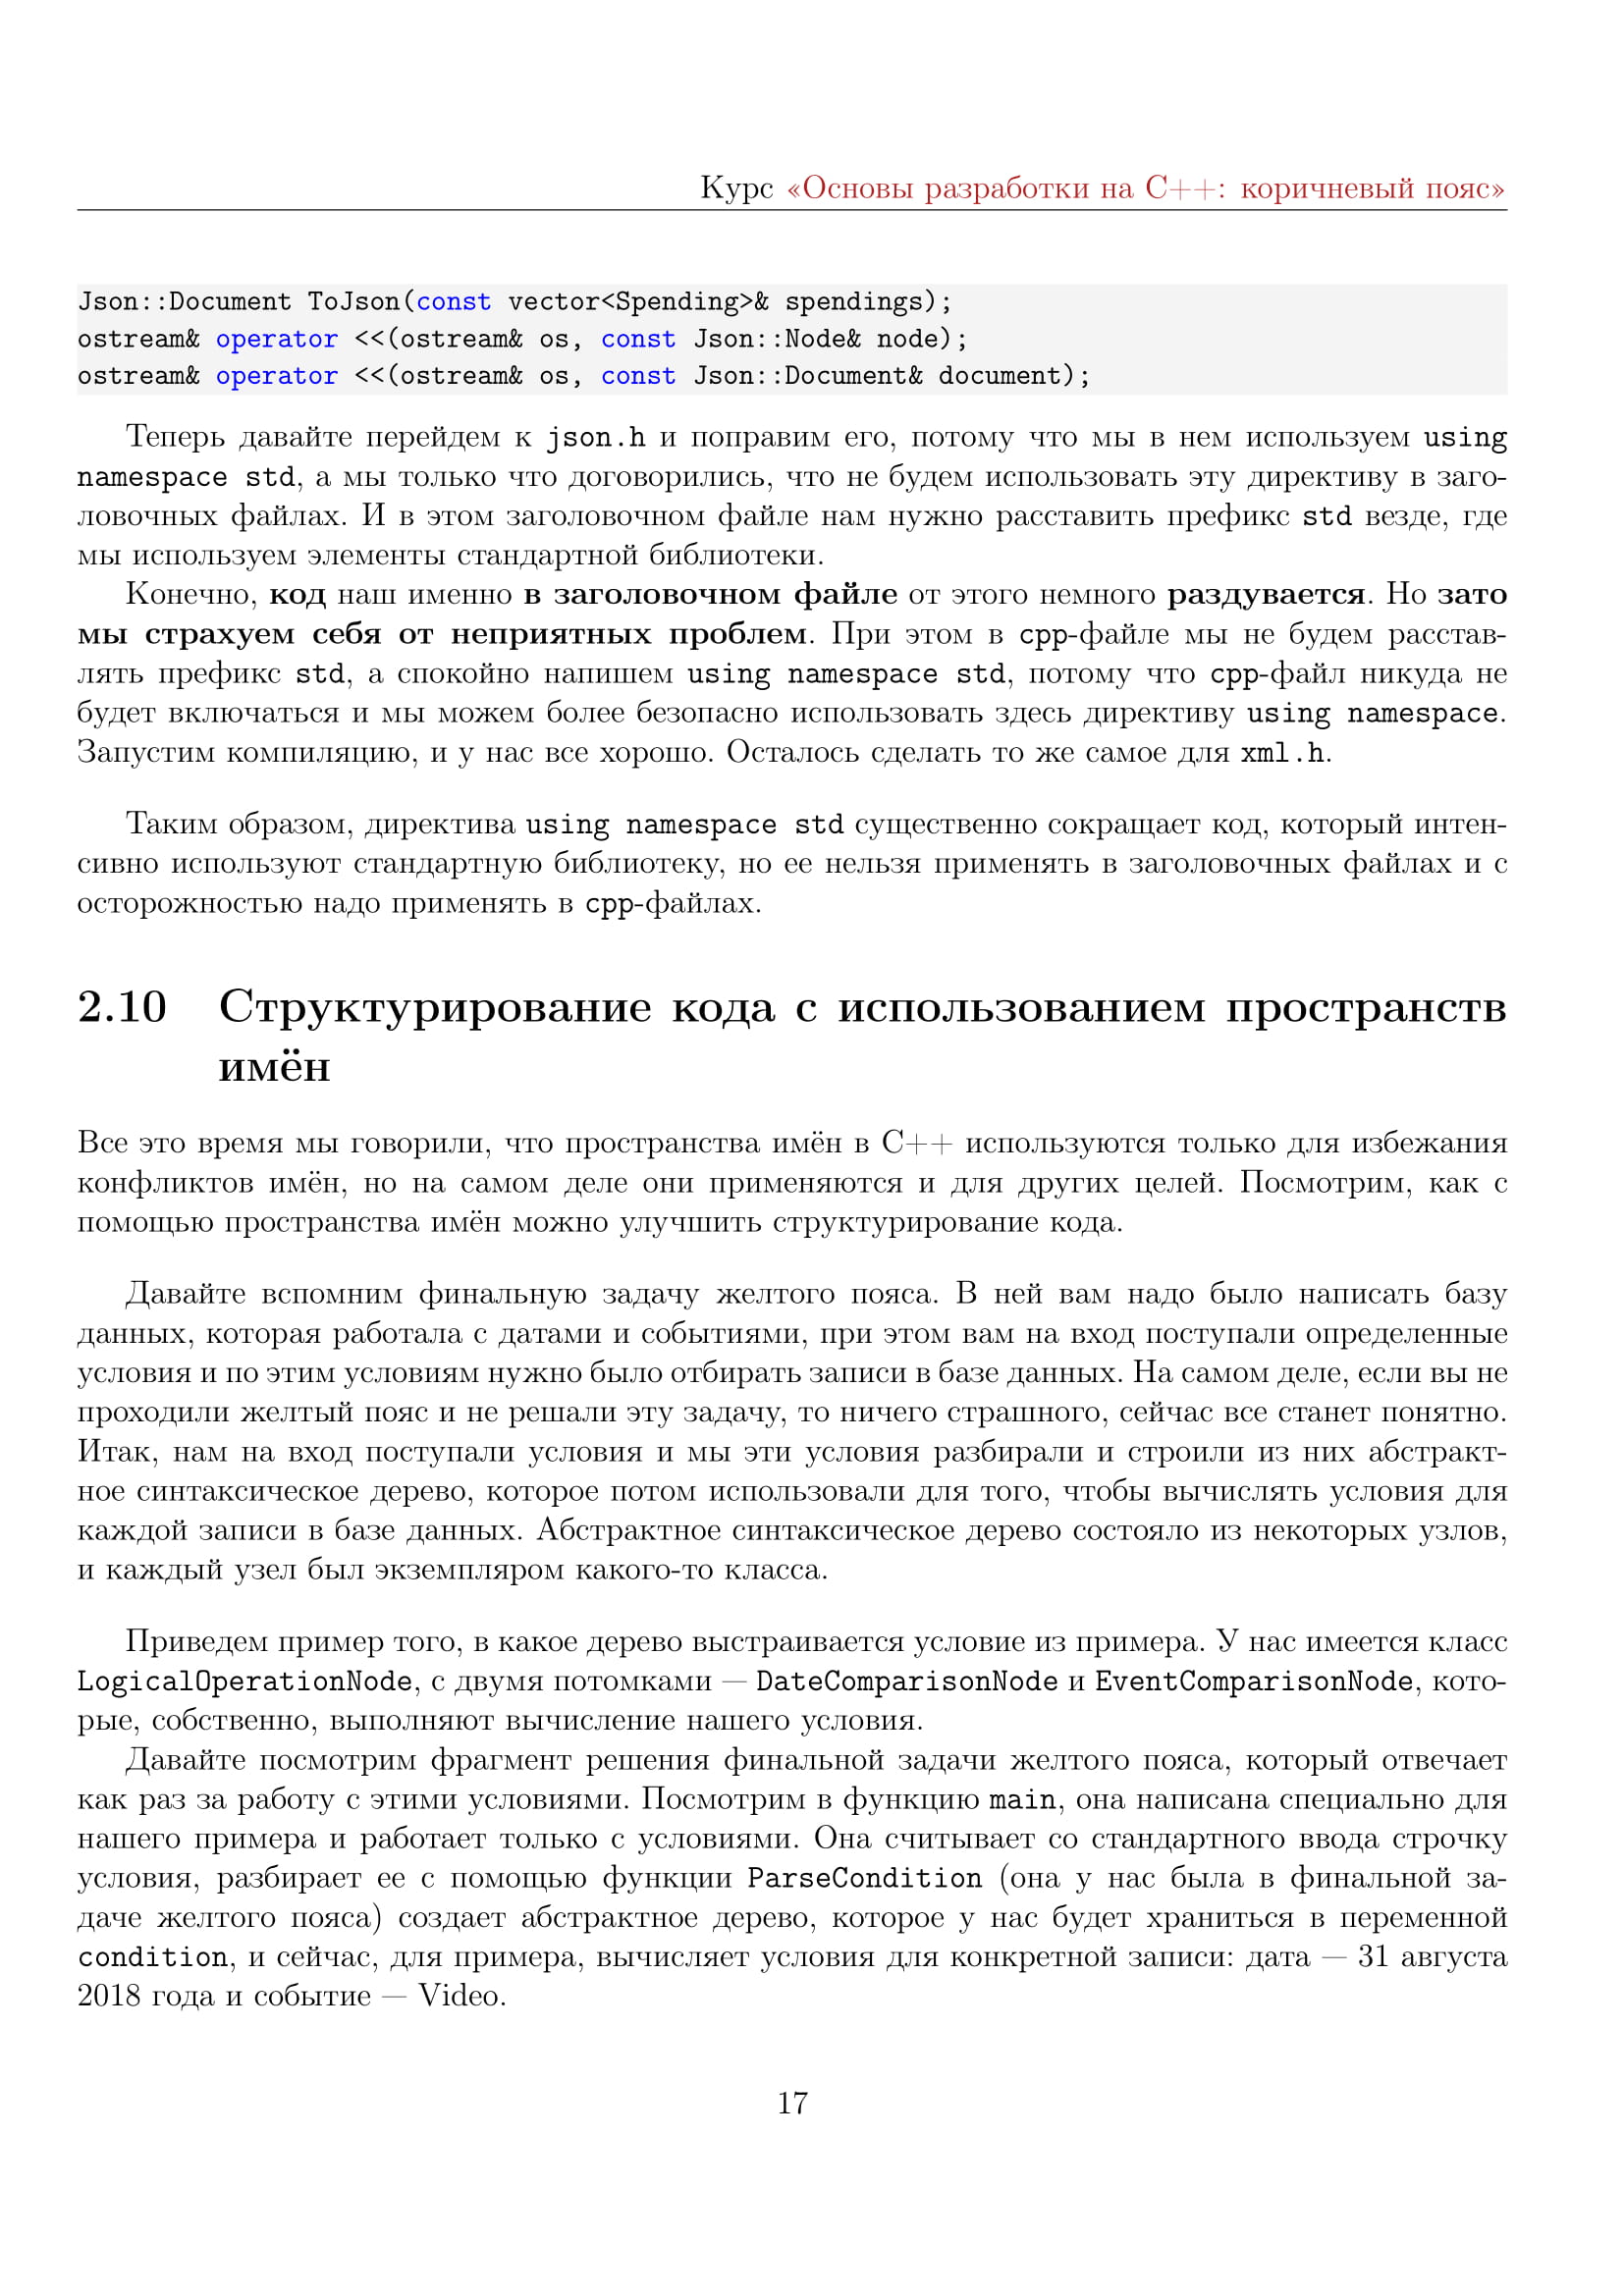 Курс «Основы разработки на C++: коричневый пояс»
Json::Document ToJson(const vector<Spending>& spendings);
ostream& operator <<(ostream& os, const Json::Node& node);
ostream& operator <<(ostream& os, const Json::Document& document);
Теперь давайте перейдем к json.h и поправим его, потому что мы в нем используем using
namespace std, а мы только что договорились, что не будем использовать эту директиву в заго-
ловочных файлах. И в этом заголовочном файле нам нужно расставить префикс std везде, где
мы используем элементы стандартной библиотеки.
Конечно, код наш именно в заголовочном файле от этого немного раздувается. Но зато
мы страхуем себя от неприятных проблем. При этом в cpp-файле мы не будем расстав-
лять префикс std, а спокойно напишем using namespace std, потому что cpp-файл никуда не
будет включаться и мы можем более безопасно использовать здесь директиву using namespace.
Запустим компиляцию, и у нас все хорошо. Осталось сделать то же самое для xml.h.
Таким образом, директива using namespace std существенно сокращает код, который интен-
сивно используют стандартную библиотеку, но ее нельзя применять в заголовочных файлах и с
осторожностью надо применять в cpp-файлах.
2.10 Структурирование кода с использованием пространств
имён
Все это время мы говорили, что пространства имён в C++ используются только для избежания
конфликтов имён, но на самом деле они применяются и для других целей. Посмотрим, как с
помощью пространства имён можно улучшить структурирование кода.
Давайте вспомним финальную задачу желтого пояса. В ней вам надо было написать базу
данных, которая работала с датами и событиями, при этом вам на вход поступали определенные
условия и по этим условиям нужно было отбирать записи в базе данных. На самом деле, если вы не
проходили желтый пояс и не решали эту задачу, то ничего страшного, сейчас все станет понятно.
Итак, нам на вход поступали условия и мы эти условия разбирали и строили из них абстракт-
ное синтаксическое дерево, которое потом использовали для того, чтобы вычислять условия для
каждой записи в базе данных. Абстрактное синтаксическое дерево состояло из некоторых узлов,
и каждый узел был экземпляром какого-то класса.
Приведем пример того, в какое дерево выстраивается условие из примера. У нас имеется класс
LogicalOperationNode, с двумя потомками — DateComparisonNode и EventComparisonNode, кото-
рые, собственно, выполняют вычисление нашего условия.
Давайте посмотрим фрагмент решения финальной задачи желтого пояса, который отвечает
как раз за работу с этими условиями. Посмотрим в функцию main, она написана специально для
нашего примера и работает только с условиями. Она считывает со стандартного ввода строчку
условия, разбирает ее с помощью функции ParseCondition (она у нас была в финальной за-
даче желтого пояса) создает абстрактное дерево, которое у нас будет храниться в переменной
condition, и сейчас, для примера, вычисляет условия для конкретной записи: дата — 31 августа
2018 года и событие — Video.
17